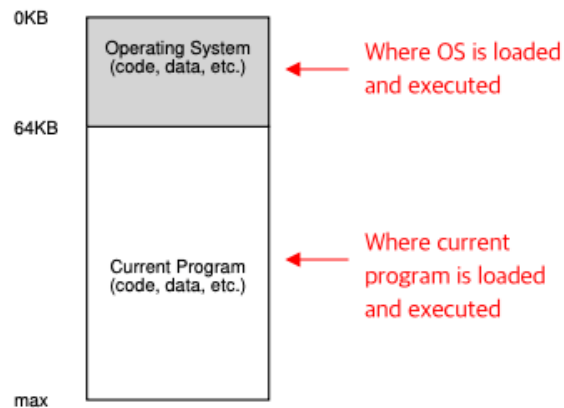 0KB
Operating System
(code, data, etc.)
Where OS is loaded
and executed
64KB
Current Program
(code, data, etc.)
Where current
program is loaded
and executed
max